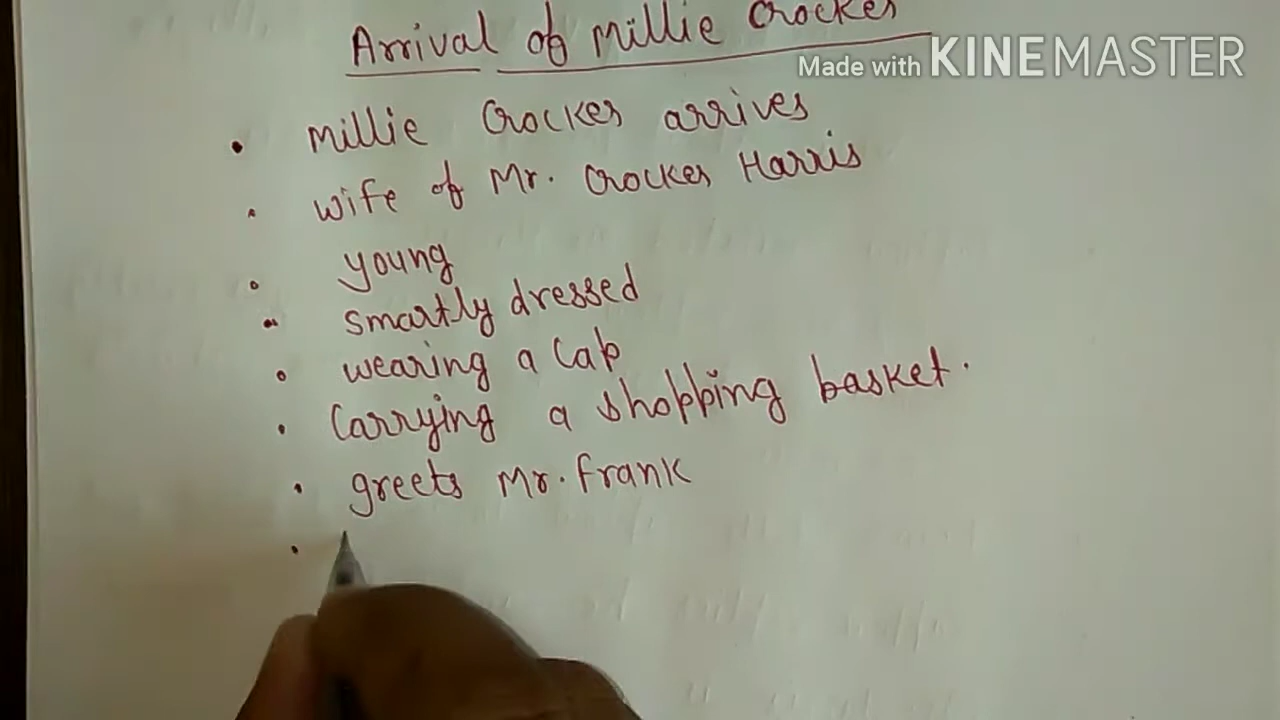 Arrival of Millie Crocker
Made with KINEMASTER
• Millie Crocker arrives
• wife of Mr. Crocker Harris
• young
• smartly dressed
• wearing a Cap
• Carrying a shopping basket.
• greets Mr. Frank
•